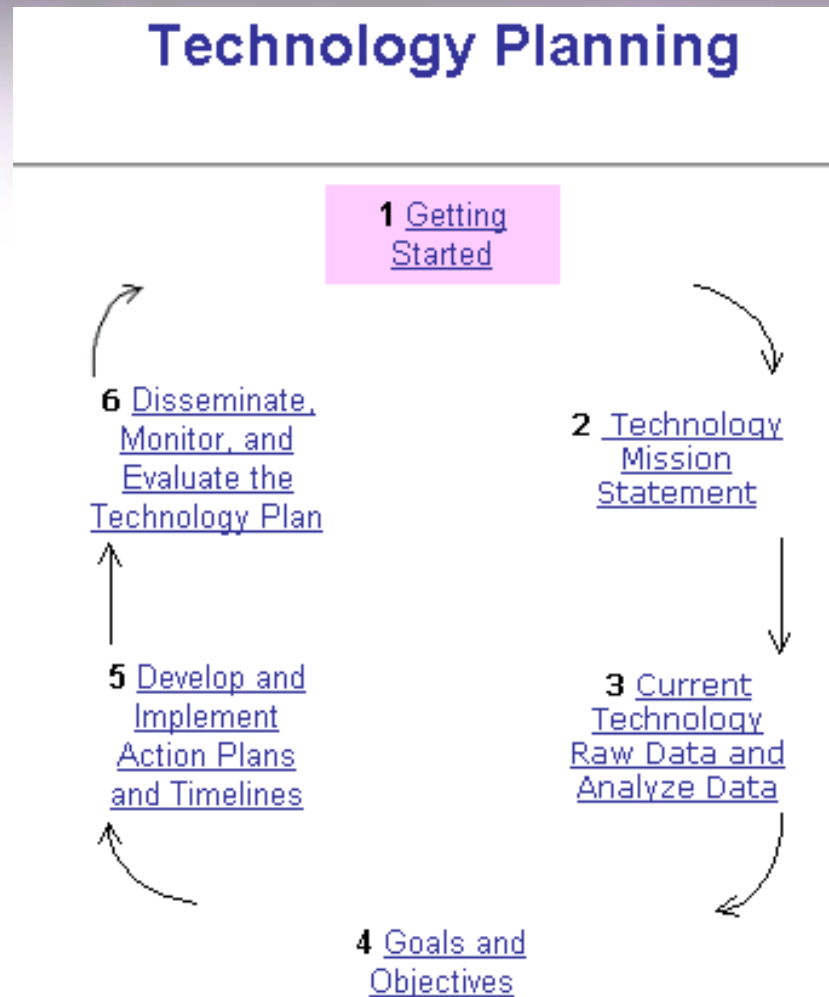 Technology Planning
1 Getting
Started
2 Technology
Mission
Statement
3 Current
Technology
Raw Data and
Analyze Data
4 Goals and
Objectives
5 Develop and
Implement
Action Plans
and Timelines
6 Disseminate,
Monitor, and
Evaluate the
Technology Plan